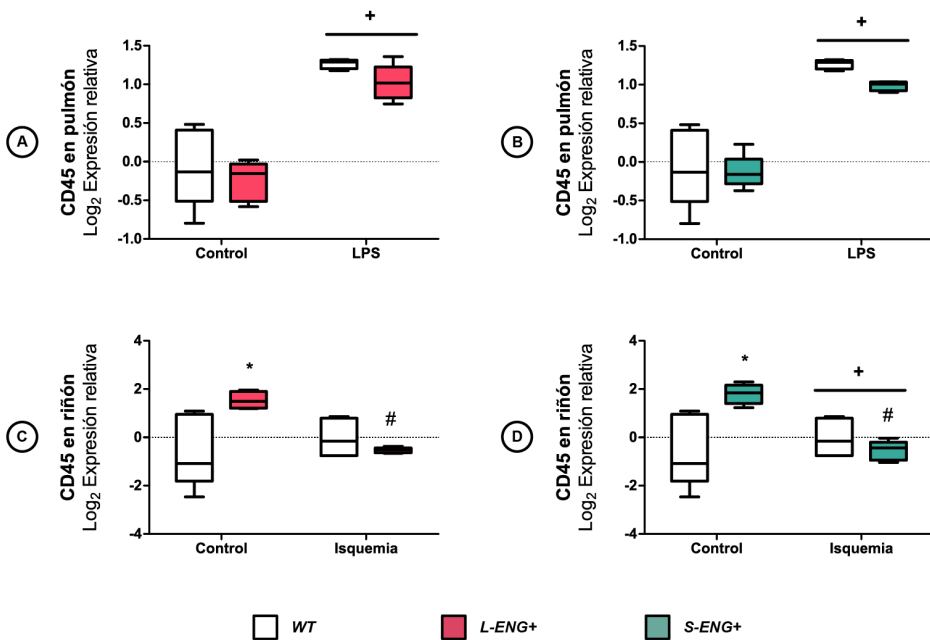 +
1.5
1.0
0.5
0.0
-0.5
-1.0
A
CD45 en pulmón
Log₂ Expresión relativa
Control
LPS
+
1.5
1.0
0.5
0.0
-0.5
-1.0
B
CD45 en pulmón
Log₂ Expresión relativa
Control
LPS
*
#
4
2
0
-2
-4
C
CD45 en riñón
Log₂ Expresión relativa
Control
Isquemia
*
+
#
4
2
0
-2
-4
D
CD45 en riñón
Log₂ Expresión relativa
Control
Isquemia
WT
L-ENG+
S-ENG+